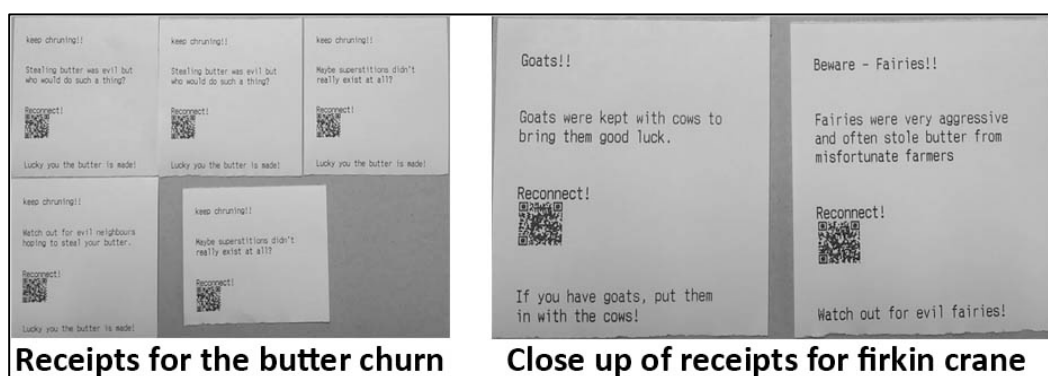 keep chruning!!
Stealing butter was evil but
who would do such a thing?
Reconnect!
Lucky you the butter is made!
keep chruning!!
Stealing butter was evil but
who would do such a thing?
Reconnect!
Lucky you the butter is made!
keep chruning!!
Maybe superstitions didn't
really exist at all?
Reconnect!
Lucky you the butter is made!
keep chruning!!
Watch out for evil neighbours
hoping to steal your butter.
Reconnect!
Lucky you the butter is made!
keep chruning!!
Maybe superstitions didn't
really exist at all?
Reconnect!
Receipts for the butter churn
Goats!!
Goats were kept with cows to
bring them good luck.
Reconnect!
If you have goats, put them
in with the cows!
Beware - Fairies!!
Fairies were very aggressive
and often stole butter from
misfortunate farmers
Reconnect!
Watch out for evil fairies!
Close up of receipts for firkin crane